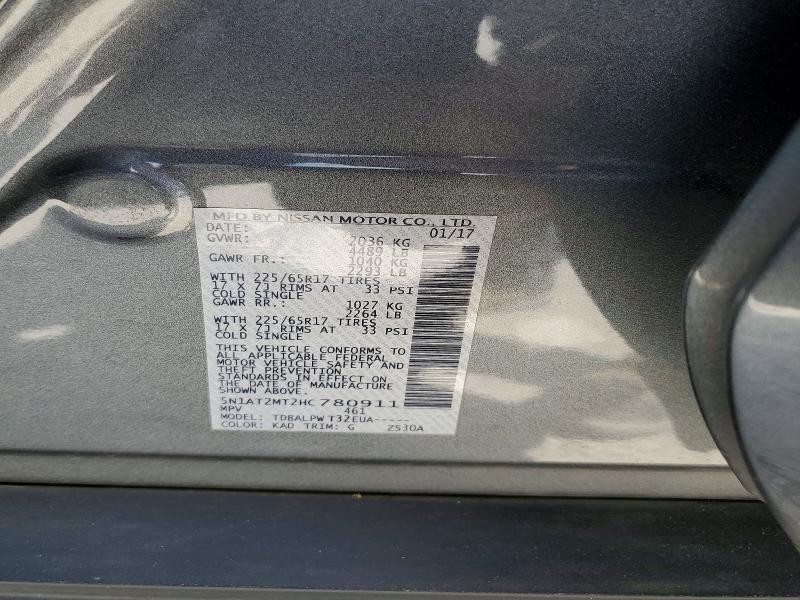 MFD BY NISSAN MOTOR CO., LTD.
DATE: 01/17
GVWR: 2036 KG
4489 LB
GAWR FR.: 1040 KG
2293 LB
WITH 225/65R17 TIRES
17 X 7J RIMS AT 33 PSI
COLD SINGLE
GAWR RR.: 1027 KG
2264 LB
WITH 225/65R17 TIRES
17 X 7J RIMS AT 33 PSI
COLD SINGLE
THIS VEHICLE CONFORMS TO
ALL APPLICABLE FEDERAL
MOTOR VEHICLE SAFETY AND
THEFT PREVENTION
STANDARDS IN EFFECT ON
THE DATE OF MANUFACTURE
SHOWN ABOVE.
5N1AT2MT2HC780911
MPV 461
MODEL: TDBALPWT32EUA-----
COLOR: KAD TRIM: G ZS30A